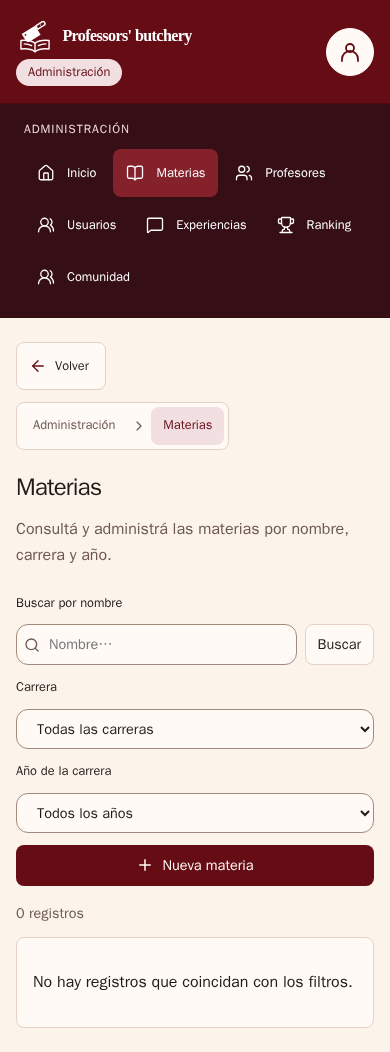 Professors' butchery
Administración
ADMINISTRACIÓN
Inicio
Materias
Profesores
Usuarios
Experiencias
Ranking
Comunidad
Volver
Administración
Materias
Materias
Consultá y administrá las materias por nombre,
carrera y año.
Buscar por nombre
Nombre…
Buscar
Carrera
Todas las carreras
Año de la carrera
Todos los años
Nueva materia
0 registros
No hay registros que coincidan con los filtros.